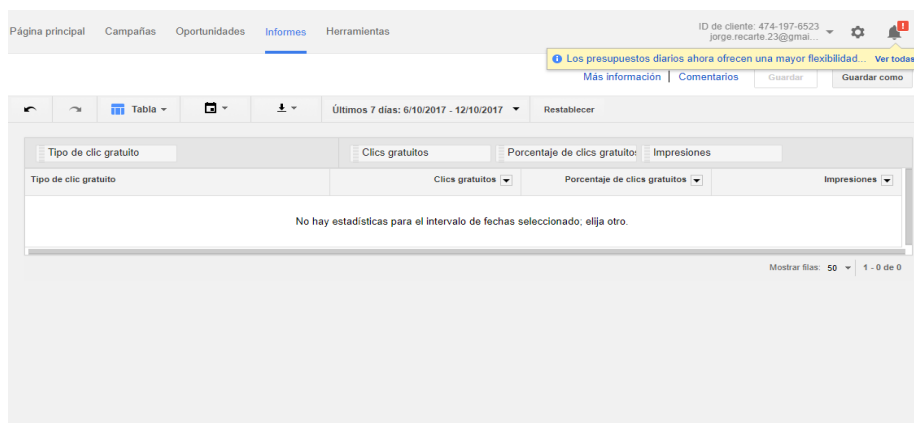 Página principal Campañas Oportunidades Informes Herramientas
ID de cliente: 474-197-6523
jorge.recarte.23@gmai...
Los presupuestos diarios ahora ofrecen una mayor flexibilidad... Ver todas
Más información Comentarios Guardar Guardar como
Tabla Últimos 7 días: 6/10/2017 - 12/10/2017 Restablecer
Tipo de clic gratuito Clics gratuitos Porcentaje de clics gratuito: Impresiones
Tipo de clic gratuito Clics gratuitos Porcentaje de clics gratuitos Impresiones
No hay estadísticas para el intervalo de fechas seleccionado; elija otro.
Mostrar filas: 50 1 - 0 de 0